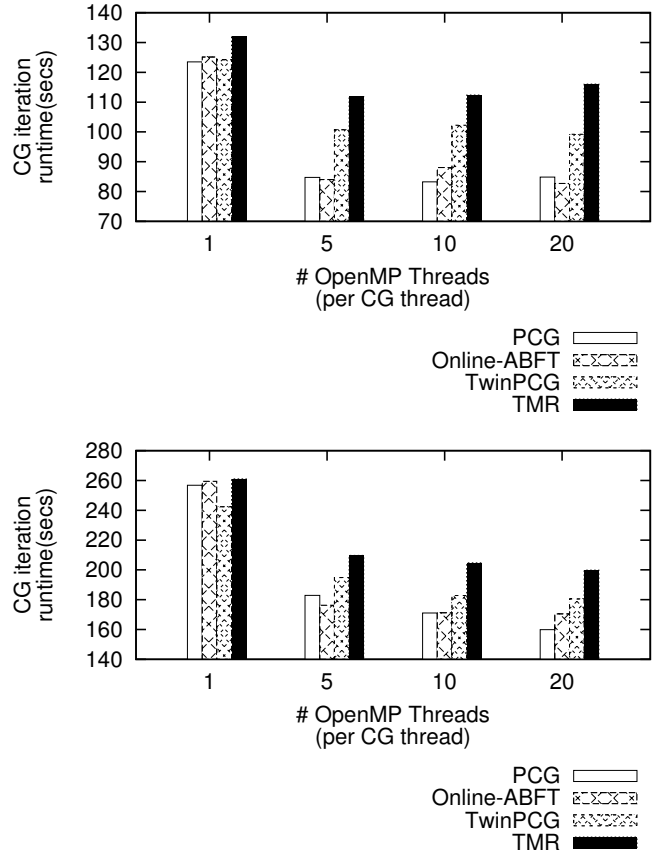 140
130
120
110
100
90
80
70
CG iteration
runtime(secs)
1 5 10 20
# OpenMP Threads
(per CG thread)
PCG
Online-ABFT
TwinPCG
TMR
280
260
240
220
200
180
160
140
CG iteration
runtime(secs)
1 5 10 20
# OpenMP Threads
(per CG thread)
PCG
Online-ABFT
TwinPCG
TMR